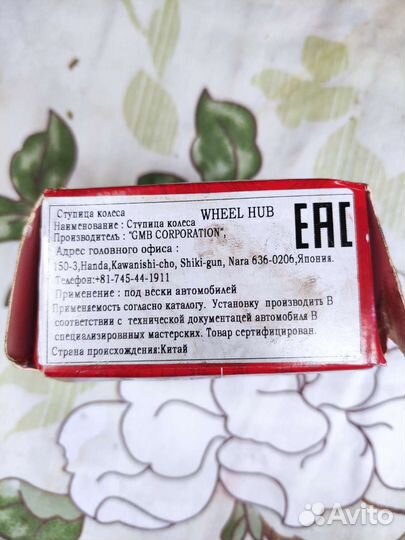 Ступица колеса WHEEL HUB
Наименование : Ступица колеса
Производитель : "GMB CORPORATION".
Адрес головного офиса :
150-3,Handa,Kawanishi-cho, Shiki-gun, Nara 636-0206,Япония.
Телефон:+81-745-44-1911
Применение : под вески автомобилей
Применяемость согласно каталогу. Установку производить В
соответствии с технической документацей автомобиля В
специализировнных мастерских. Товар сертифицирован.
Страна происхождения:Китай
EAC
Avito